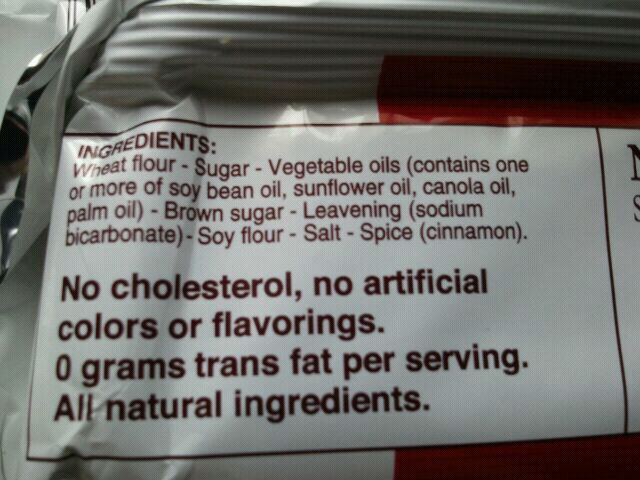 INGREDIENTS:
Wheat flour - Sugar - Vegetable oils (contains one
or more of soy bean oil, sunflower oil, canola oil,
palm oil) - Brown sugar - Leavening (sodium
bicarbonate) - Soy flour - Salt - Spice (cinnamon).
No cholesterol, no artificial
colors or flavorings.
0 grams trans fat per serving.
All natural ingredients.